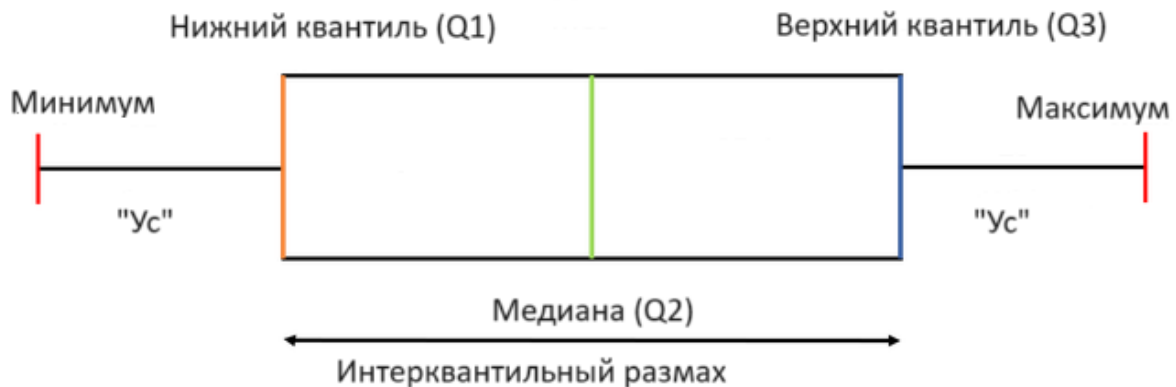 Нижний квантиль (Q1)
Верхний квантиль (Q3)
Минимум
Максимум
"Ус"
"Ус"
Медиана (Q2)
Интерквантильный размах